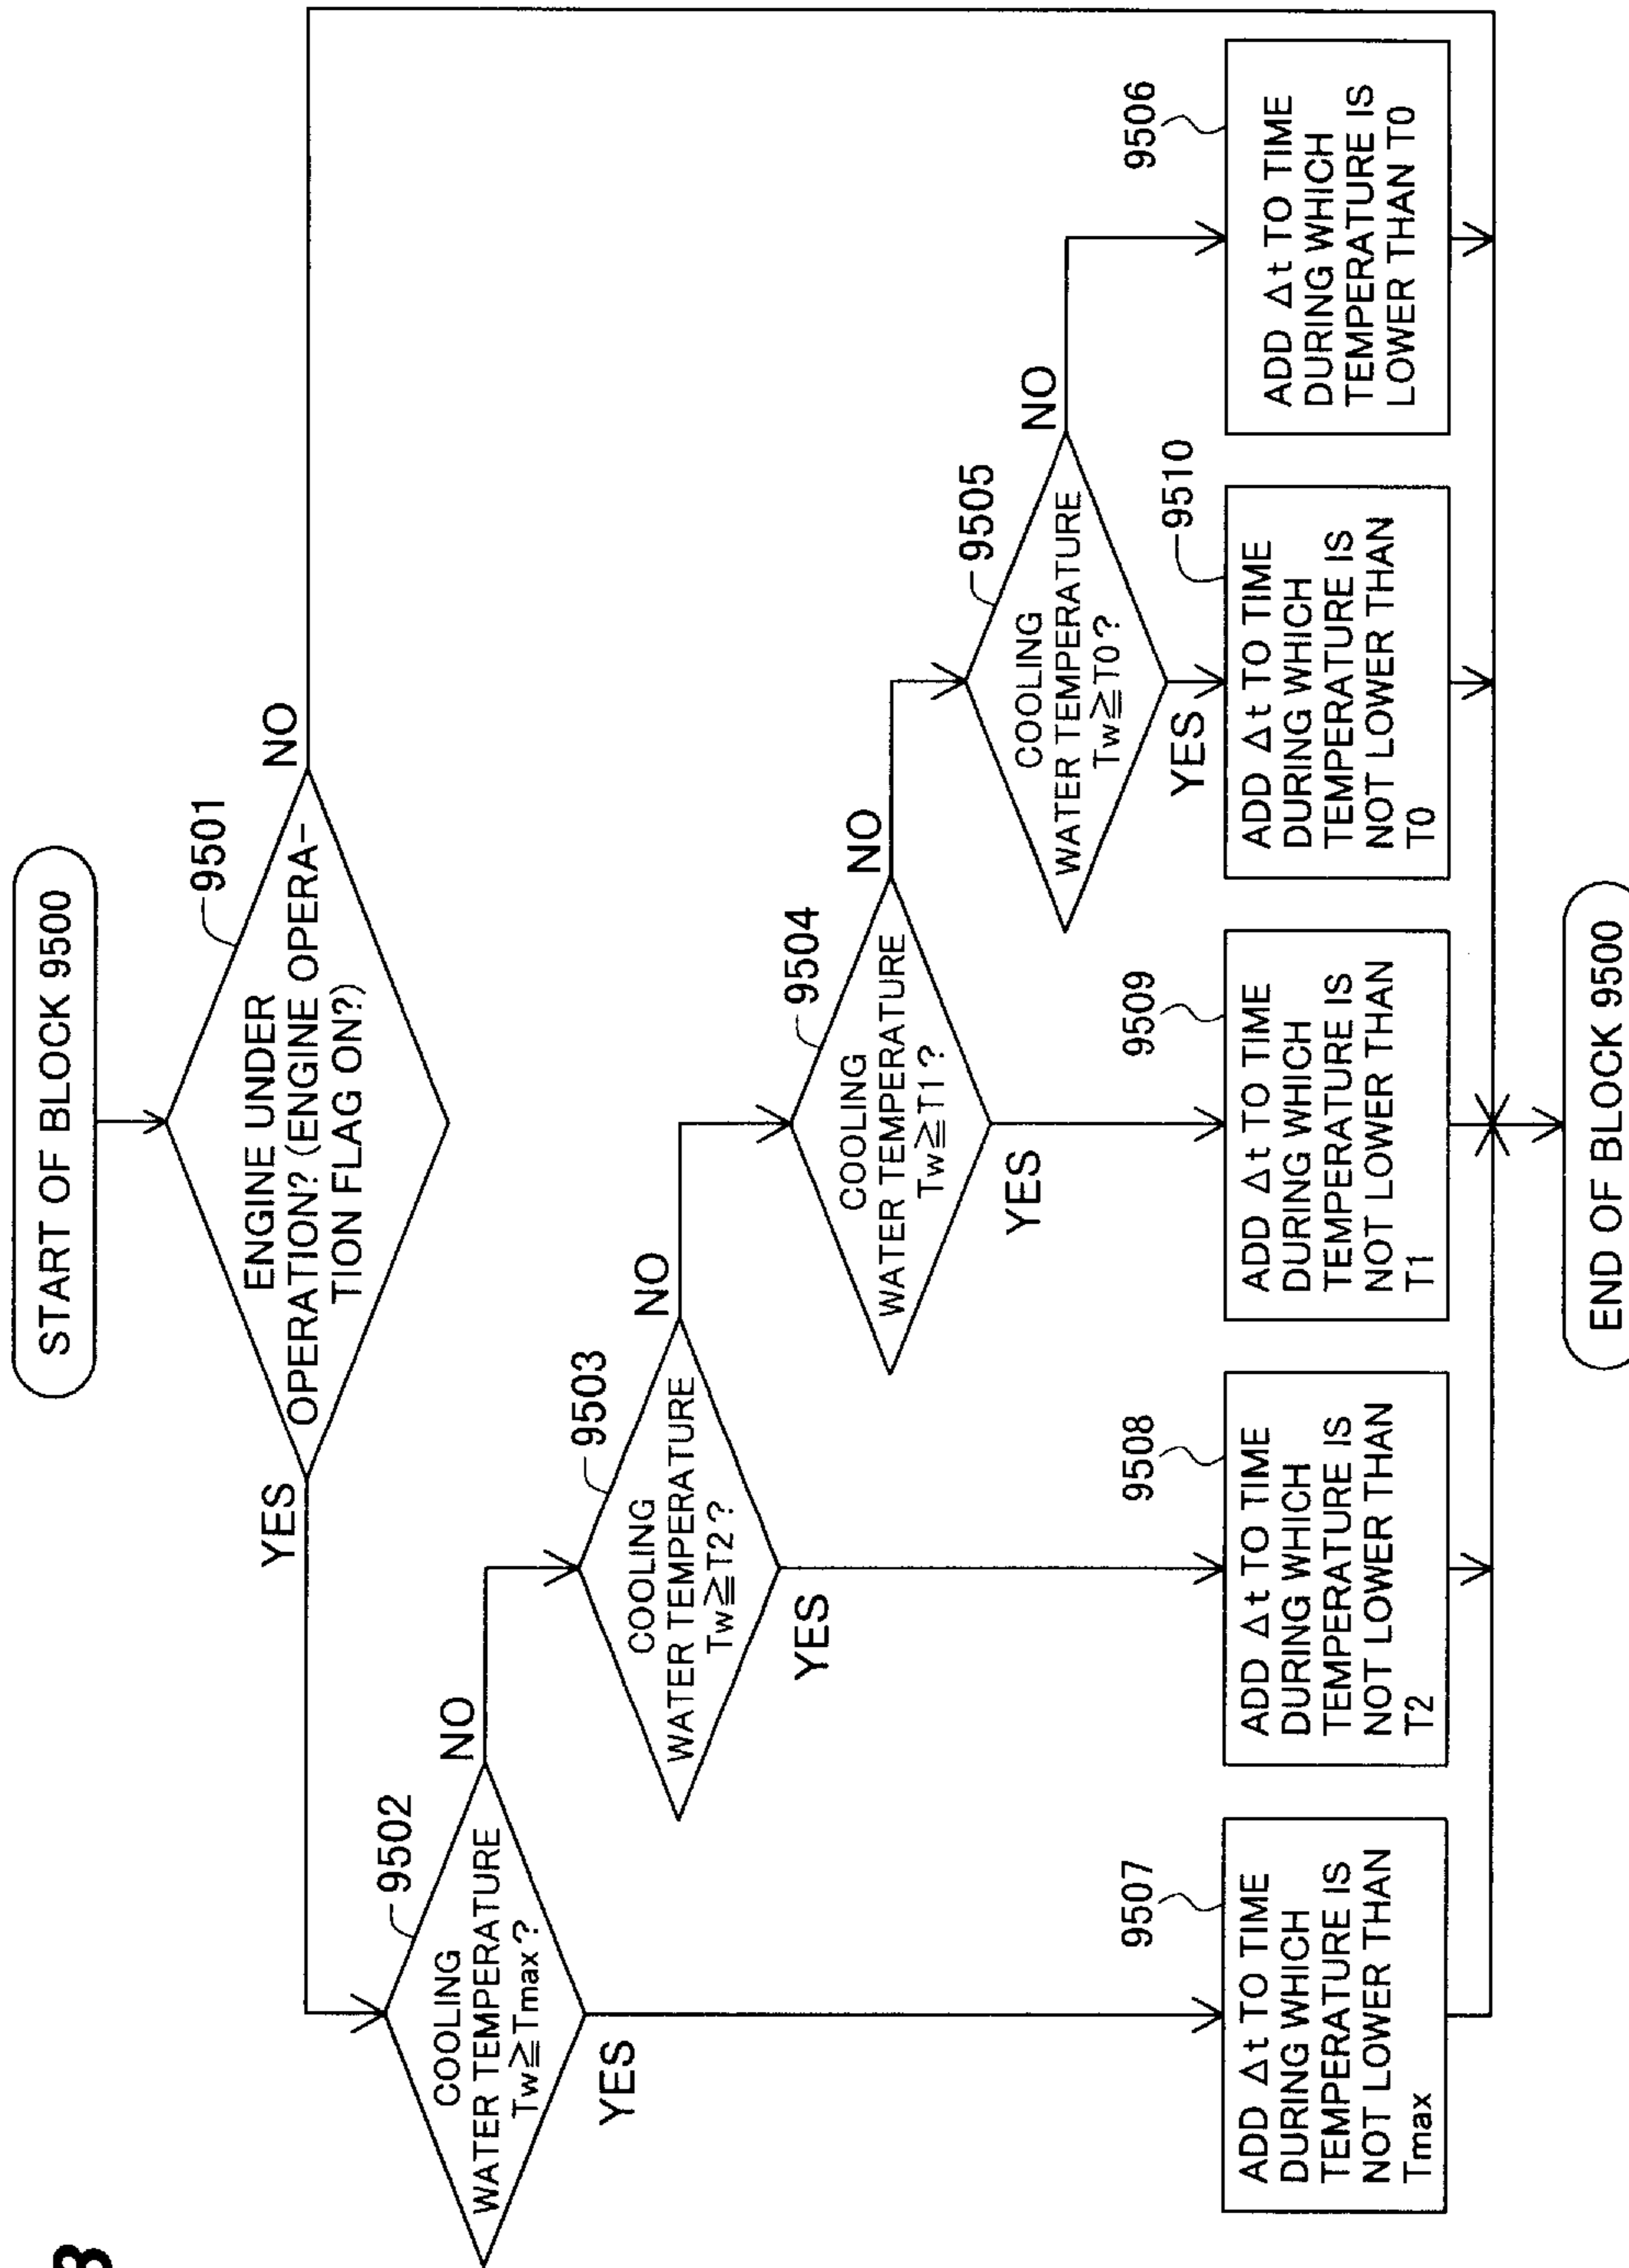 START OF BLOCK 9500
9501
ENGINE UNDER
OPERATION? (ENGINE OPERA-
TION FLAG ON?)
YES
NO
9502
COOLING
WATER TEMPERATURE
Tw≧Tmax?
NO
YES
9503
COOLING
WATER TEMPERATURE
Tw≧T2?
NO
YES
9504
COOLING
WATER TEMPERATURE
Tw≧T1?
NO
YES
9505
COOLING
WATER TEMPERATURE
Tw≧T0?
NO
YES
9507
ADD Δt TO TIME
DURING WHICH
TEMPERATURE IS
NOT LOWER THAN
Tmax
9508
ADD Δt TO TIME
DURING WHICH
TEMPERATURE IS
NOT LOWER THAN
T2
9509
ADD Δt TO TIME
DURING WHICH
TEMPERATURE IS
NOT LOWER THAN
T1
9510
ADD Δt TO TIME
DURING WHICH
TEMPERATURE IS
NOT LOWER THAN
T0
9506
ADD Δt TO TIME
DURING WHICH
TEMPERATURE IS
LOWER THAN T0
END OF BLOCK 9500